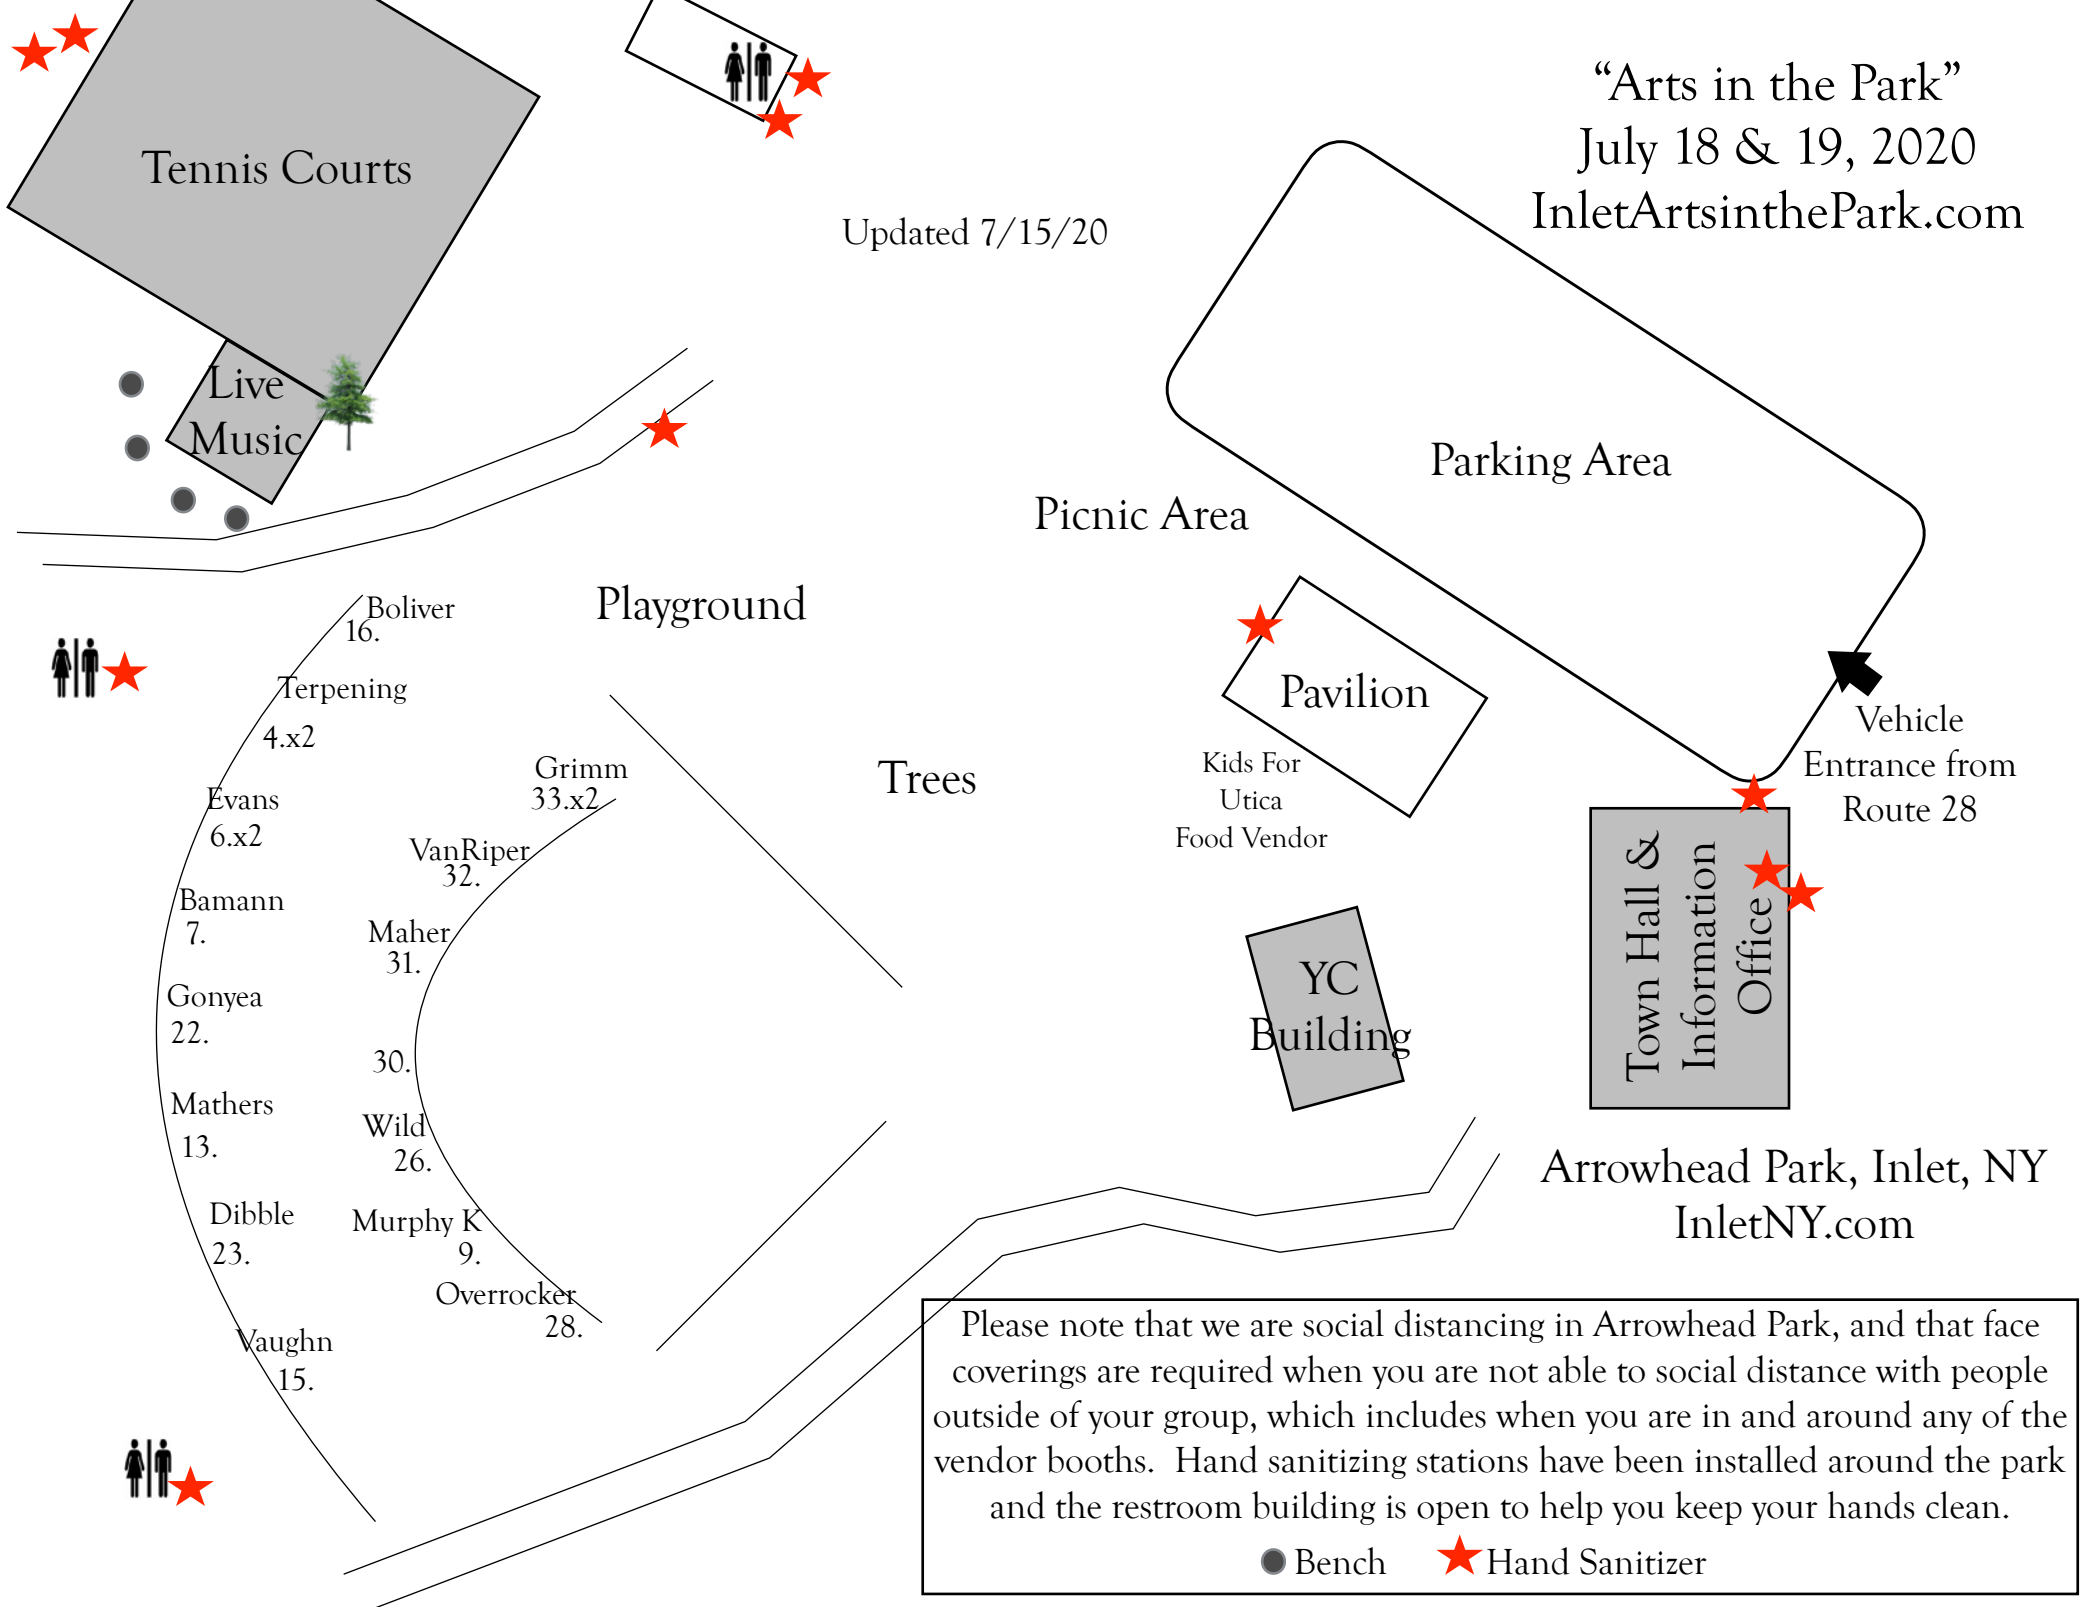 “Arts in the Park”
July 18 & 19, 2020
InletArtsinthePark.com
Tennis Courts
Updated 7/15/20
Live
Music
Parking Area
Picnic Area
Playground
Boliver
16.
Terpening
4.x2
Pavilion
Vehicle
Entrance from
Route 28
Grimm
33.x2
Trees
Kids For
Utica
Food Vendor
Evans
6.x2
VanRiper
32.
Bamann
7.
Maher
31.
Town Hall &
Information
Office
YC
Building
Gonyea
22.
30.
Mathers
13.
Wild
26.
Arrowhead Park, Inlet, NY
InletNY.com
Dibble
23.
Murphy K
9.
Overrocker
28.
Vaughn
15.
Please note that we are social distancing in Arrowhead Park, and that face
coverings are required when you are not able to social distance with people
outside of your group, which includes when you are in and around any of the
vendor booths.  Hand sanitizing stations have been installed around the park
and the restroom building is open to help you keep your hands clean.
Bench
Hand Sanitizer